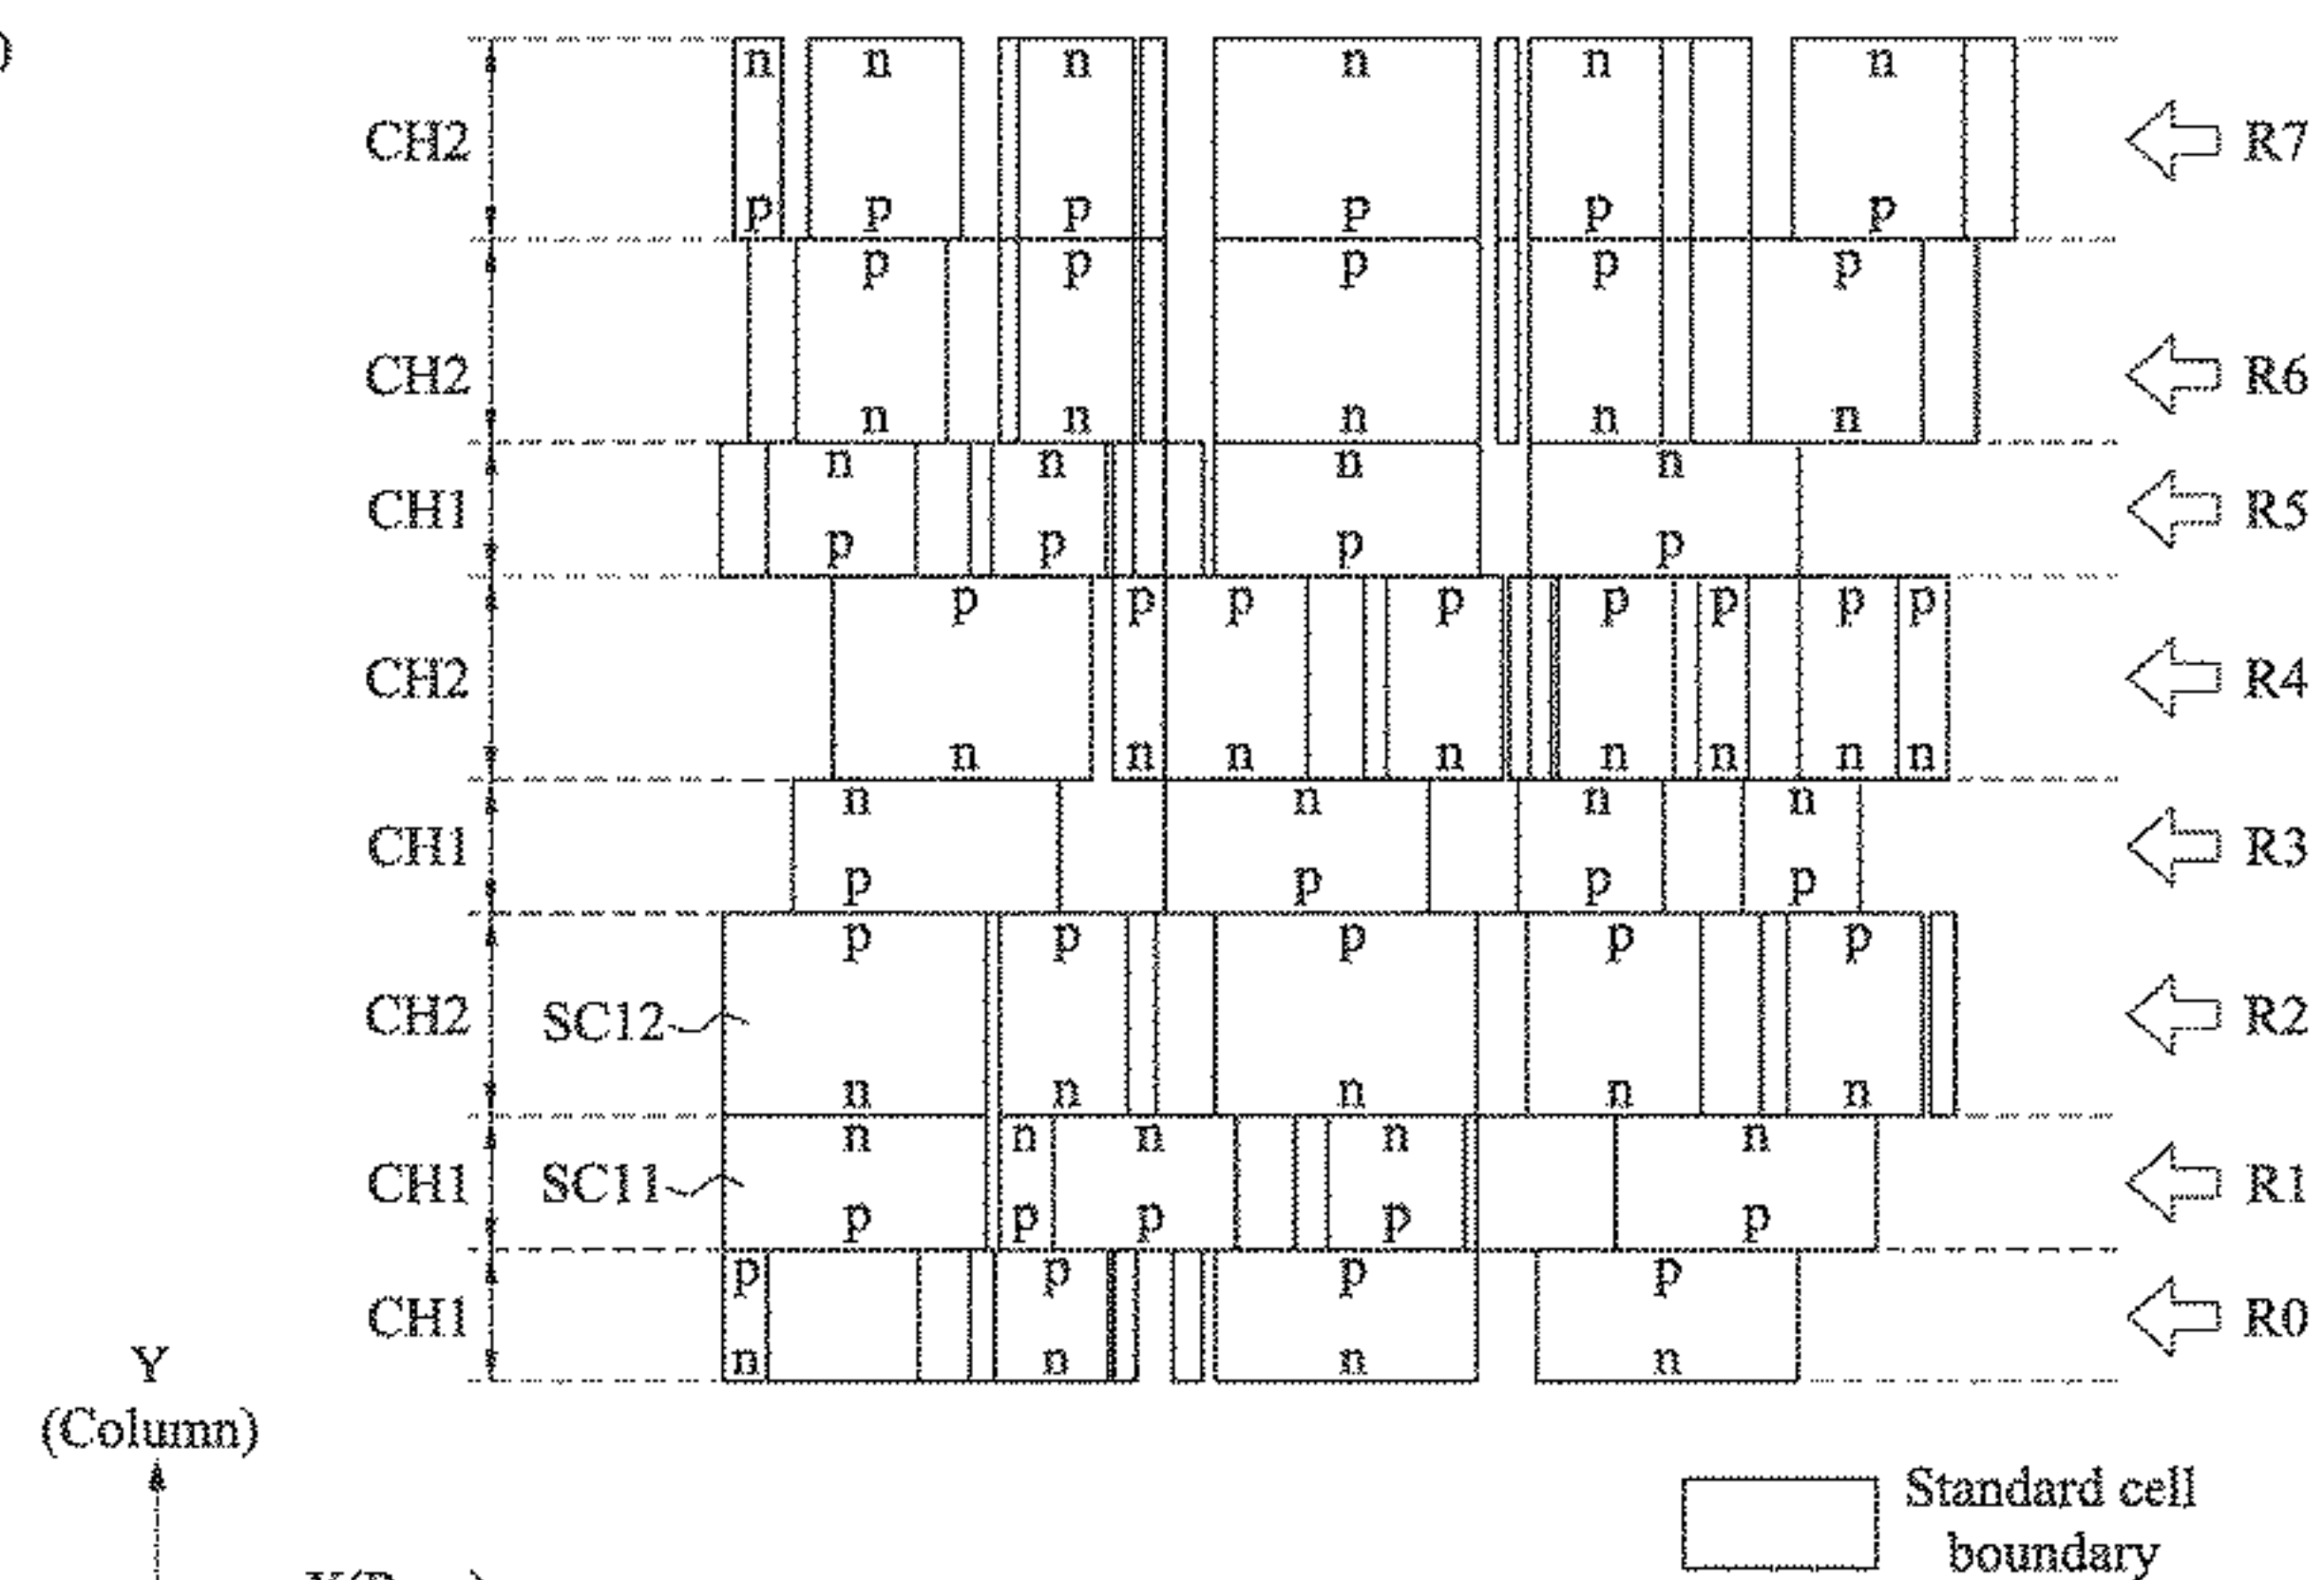 )
n n n n n n
CH2 R7
p p p p p p
p p p p p
CH2 R6
n n n n n
n n n n
CH1 R5
p p p p
p p p p p p p p
CH2 R4
n n n n n n n n
n n n n
CH1 R3
p p p p
p p p p p
CH2 SC12 R2
n n n n n
n n n n n
CH1 SC11 R1
p p p p p
p p p p
CH1 R0
n n n n
Y
(Column)
Standard cell
boundary